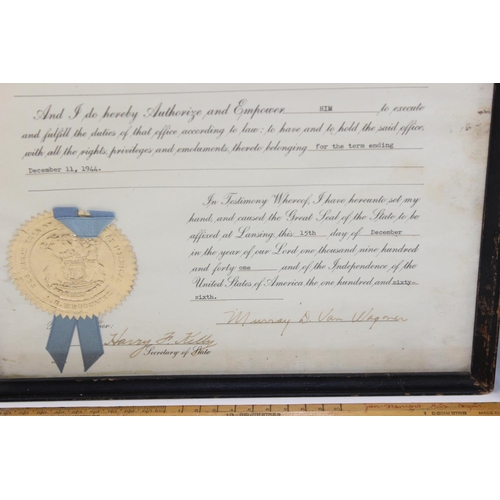 And I do hereby Authorize and Empower HIM to execute
and fulfill the duties of that office according to law; to have and to hold the said office,
with all the rights, privileges and emoluments, thereto belonging for the term ending
December 11, 1944.
In Testimony Whereof, I have hereunto set my
hand, and caused the Great Seal of the State, to be
affixed at Lansing, this 15th day of December
in the year of our Lord one thousand nine hundred
and forty one and of the Independence of the
United States of America the one hundred and sixty-
sixth.
Murray D. Van Wagoner
Harry F. Kelly
Secretary of State